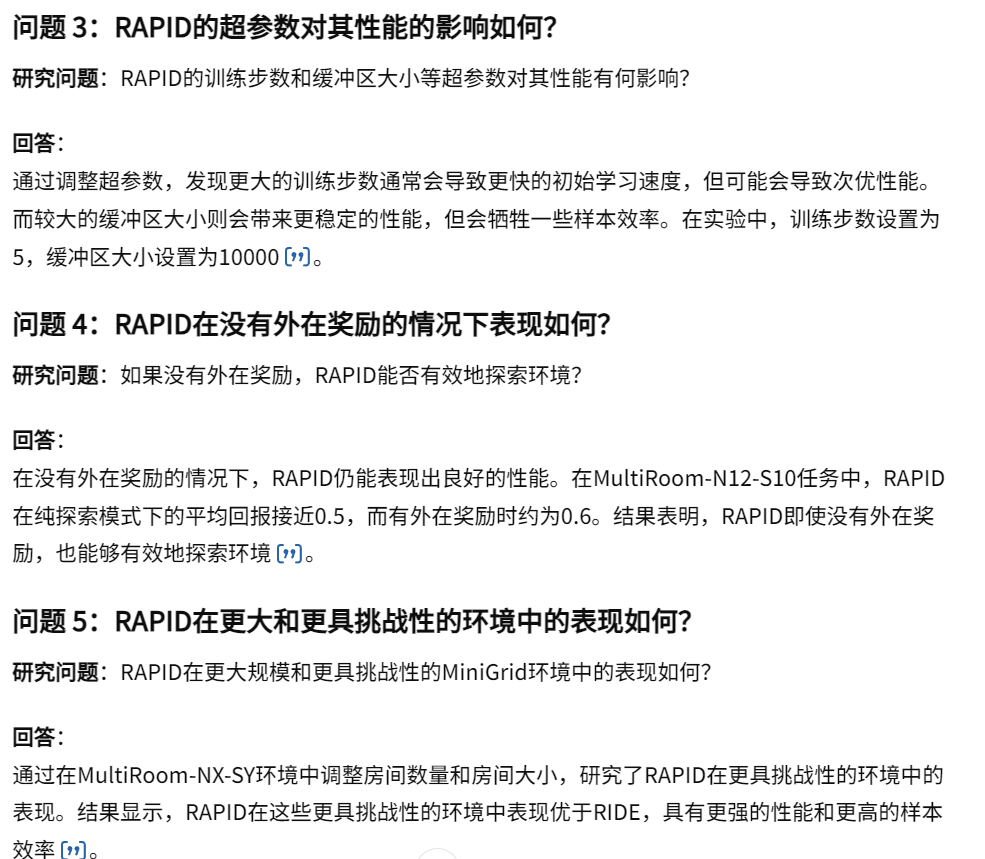 问题 3：RAPID的超参数对其性能的影响如何？
研究问题：RAPID的训练步数和缓冲区大小等超参数对其性能有何影响？
回答：
通过调整超参数，发现更大的训练步数通常会导致更快的初始学习速度，但可能会导致次优性能。
而较大的缓冲区大小则会带来更稳定的性能，但会牺牲一些样本效率。在实验中，训练步数设置为
5，缓冲区大小设置为10000 [❜❜]。
问题 4：RAPID在没有外在奖励的情况下表现如何？
研究问题：如果没有外在奖励，RAPID能否有效地探索环境？
回答：
在没有外在奖励的情况下，RAPID仍能表现出良好的性能。在MultiRoom-N12-S10任务中，RAPID
在纯探索模式下的平均回报接近0.5，而有外在奖励时约为0.6。结果表明，RAPID即使没有外在奖
励，也能够有效地探索环境 [❜❜]。
问题 5：RAPID在更大和更具挑战性的环境中的表现如何？
研究问题：RAPID在更大规模和更具挑战性的MiniGrid环境中的表现如何？
回答：
通过在MultiRoom-NX-SY环境中调整房间数量和房间大小，研究了RAPID在更具挑战性的环境中的
表现。结果显示，RAPID在这些更具挑战性的环境中表现优于RIDE，具有更强的性能和更高的样本
效率 [❜❜]。